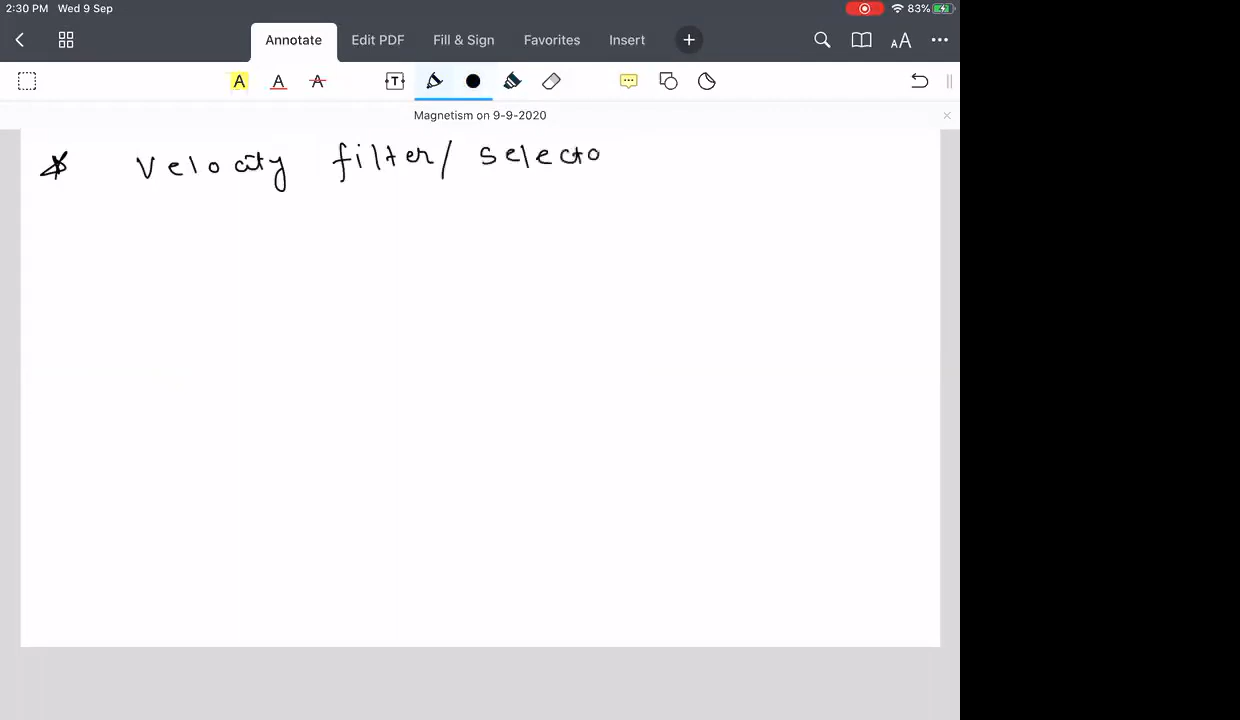 2:30 PM Wed 9 Sep 83%
Annotate Edit PDF Fill & Sign Favorites Insert + AA
A A A T
Magnetism on 9-9-2020 ×
Velocity filter/ selecto